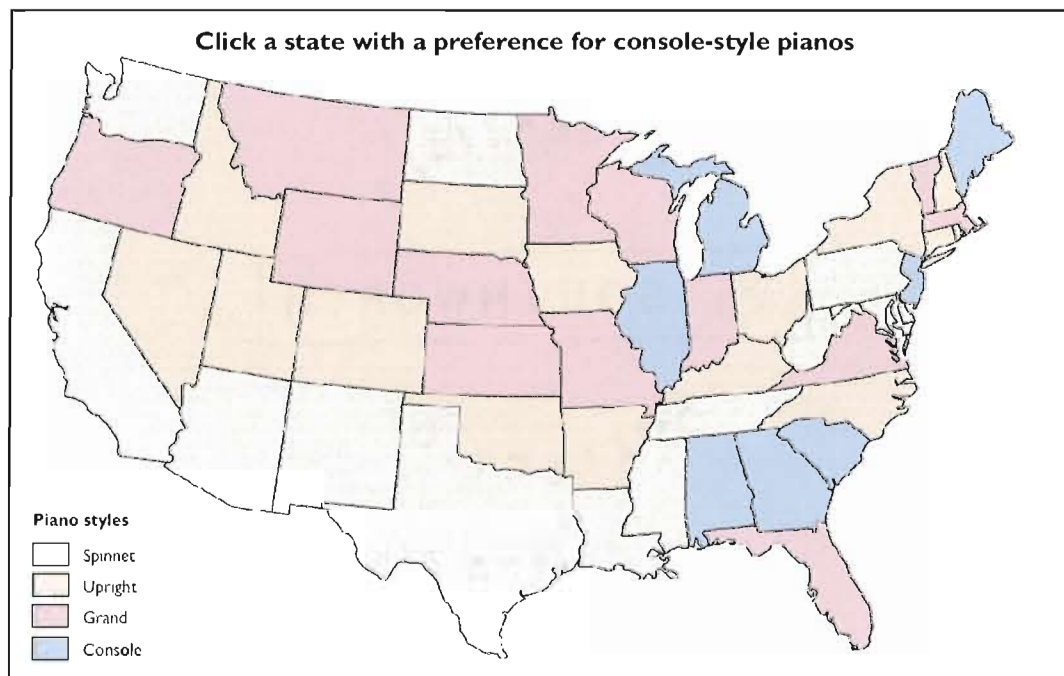 Click a state with a preference for console-style pianos
Piano styles
Spinnet
Upright
Grand
Console